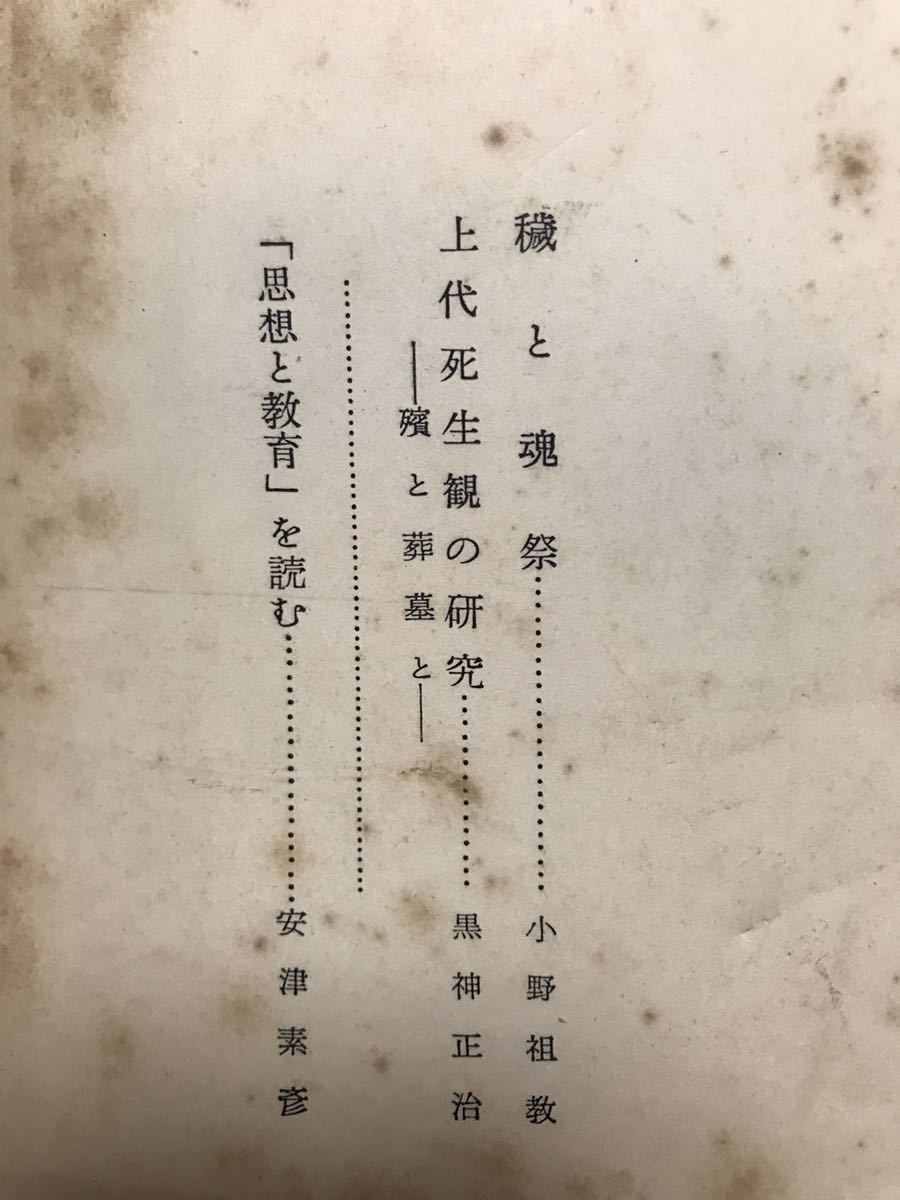 穢と魂祭……………………小野祖教
上代死生観の研究……………黒神正治
――殯と葬墓と――
「思想と教育」を読む……………………安津素彦